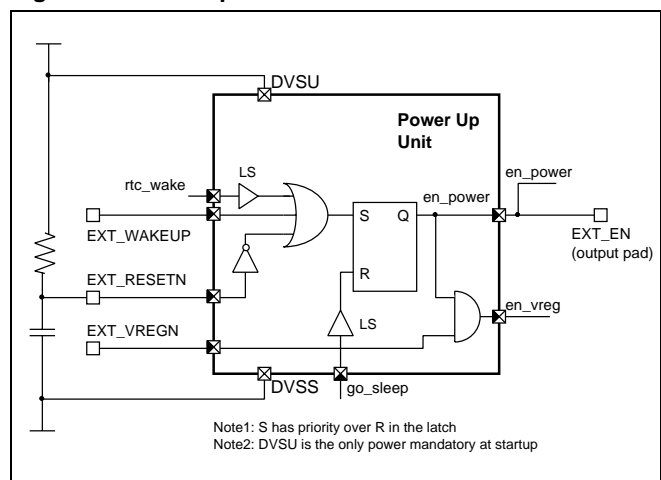 DVSU
Power Up
Unit
LS
rtc_wake
en_power
en_power
S
Q
EXT_WAKEUP
EXT_EN
(output pad)
R
EXT_RESETN
en_vreg
LS
EXT_VREGN
DVSS
go_sleep
Note1: S has priority over R in the latch
Note2: DVSU is the only power mandatory at startup